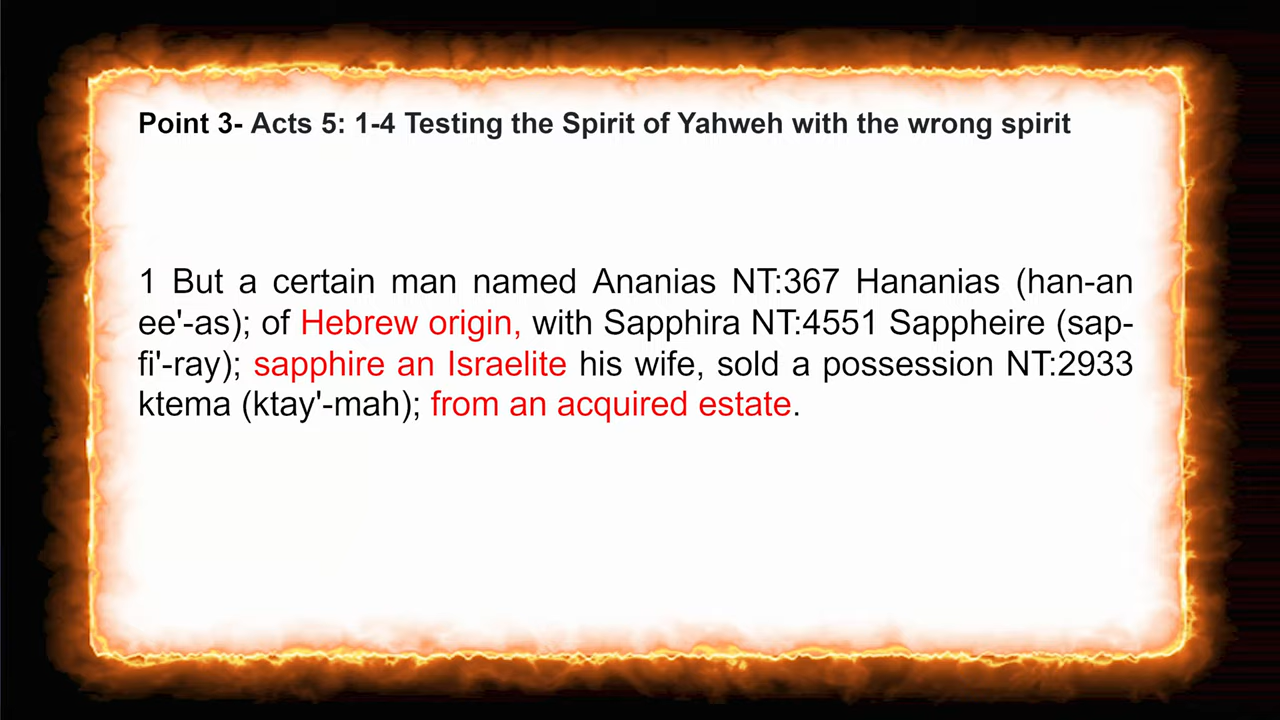 Point 3- Acts 5: 1-4 Testing the Spirit of Yahweh with the wrong spirit
1 But a certain man named Ananias NT:367 Hananias (han-an
ee'-as); of Hebrew origin, with Sapphira NT:4551 Sappheire (sap-
fi'-ray); sapphire an Israelite his wife, sold a possession NT:2933
ktema (ktay'-mah); from an acquired estate.